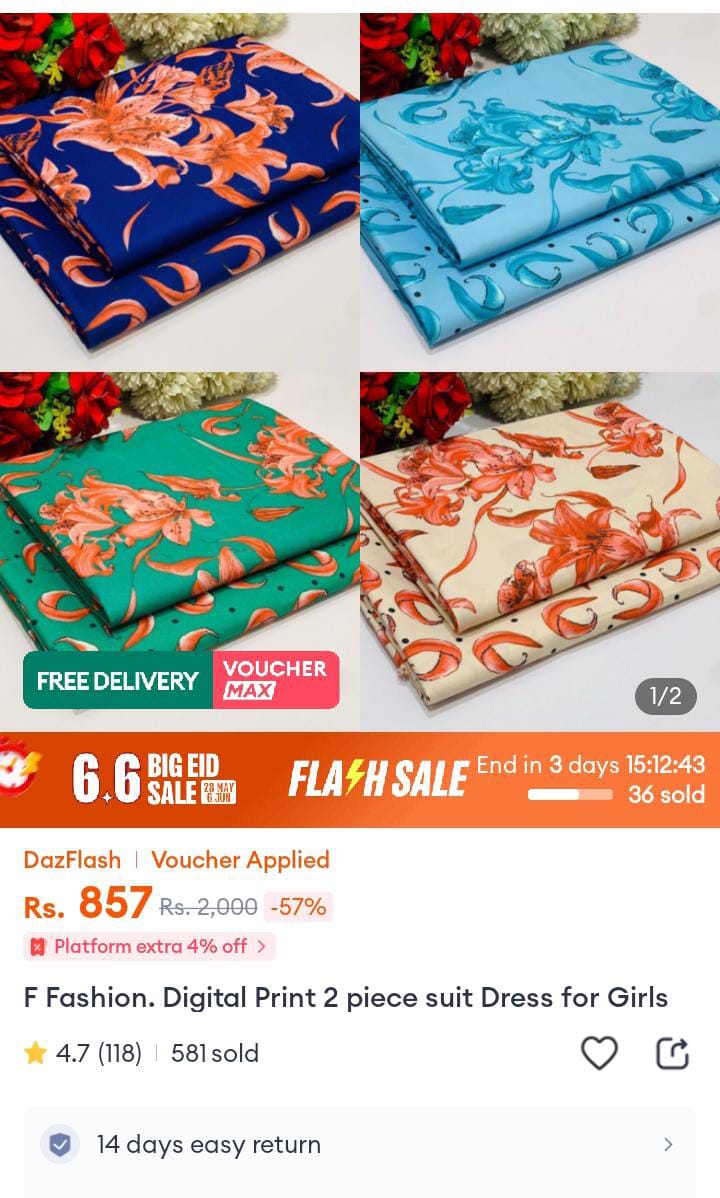 FREE DELIVERY
VOUCHER
MAX
1/2
6.6 BIG EID SALE 28 MAY 6 JUN
FLASH SALE
End in 3 days 15:12:43
36 sold
DazFlash | Voucher Applied
Rs. 857 Rs. 2,000 -57%
Platform extra 4% off >
F Fashion. Digital Print 2 piece suit Dress for Girls
4.7 (118) | 581 sold
14 days easy return >